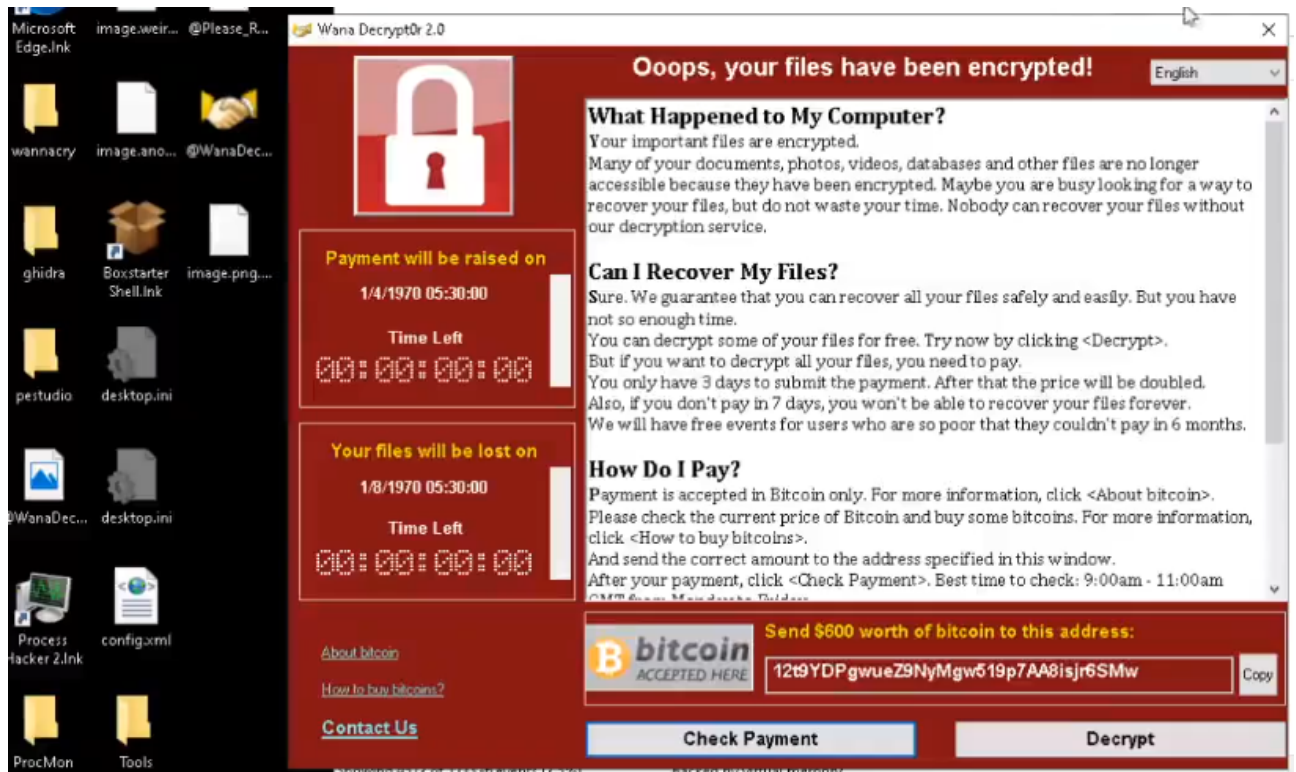 Microsoft
Edge.lnk
image.weir...
@Please_R...
wannacry
image.ano...
@WanaDec...
ghidra
Boxstarter
Shell.lnk
image.png....
pestudio
desktop.ini
@WanaDec...
desktop.ini
Process
Hacker 2.lnk
config.xml
ProcMon
Tools
Wana Decrypt0r 2.0
Ooops, your files have been encrypted!
English
What Happened to My Computer?
Your important files are encrypted.
Many of your documents, photos, videos, databases and other files are no longer
accessible because they have been encrypted. Maybe you are busy looking for a way to
recover your files, but do not waste your time. Nobody can recover your files without
our decryption service.
Can I Recover My Files?
Sure. We guarantee that you can recover all your files safely and easily. But you have
not so enough time.
You can decrypt some of your files for free. Try now by clicking <Decrypt>.
But if you want to decrypt all your files, you need to pay.
You only have 3 days to submit the payment. After that the price will be doubled.
Also, if you don't pay in 7 days, you won't be able to recover your files forever.
We will have free events for users who are so poor that they couldn't pay in 6 months.
How Do I Pay?
Payment is accepted in Bitcoin only. For more information, click <About bitcoin>.
Please check the current price of Bitcoin and buy some bitcoins. For more information,
click <How to buy bitcoins>.
And send the correct amount to the address specified in this window.
After your payment, click <Check Payment>. Best time to check: 9:00am - 11:00am
GMT from Monday to Friday.
Payment will be raised on
1/4/1970 05:30:00
Time Left
00:00:00:00
Your files will be lost on
1/8/1970 05:30:00
Time Left
00:00:00:00
About bitcoin
How to buy bitcoins?
Contact Us
bitcoin
ACCEPTED HERE
Send $600 worth of bitcoin to this address:
12t9YDPgwueZ9NyMgw519p7AA8isjr6SMw
Copy
Check Payment
Decrypt